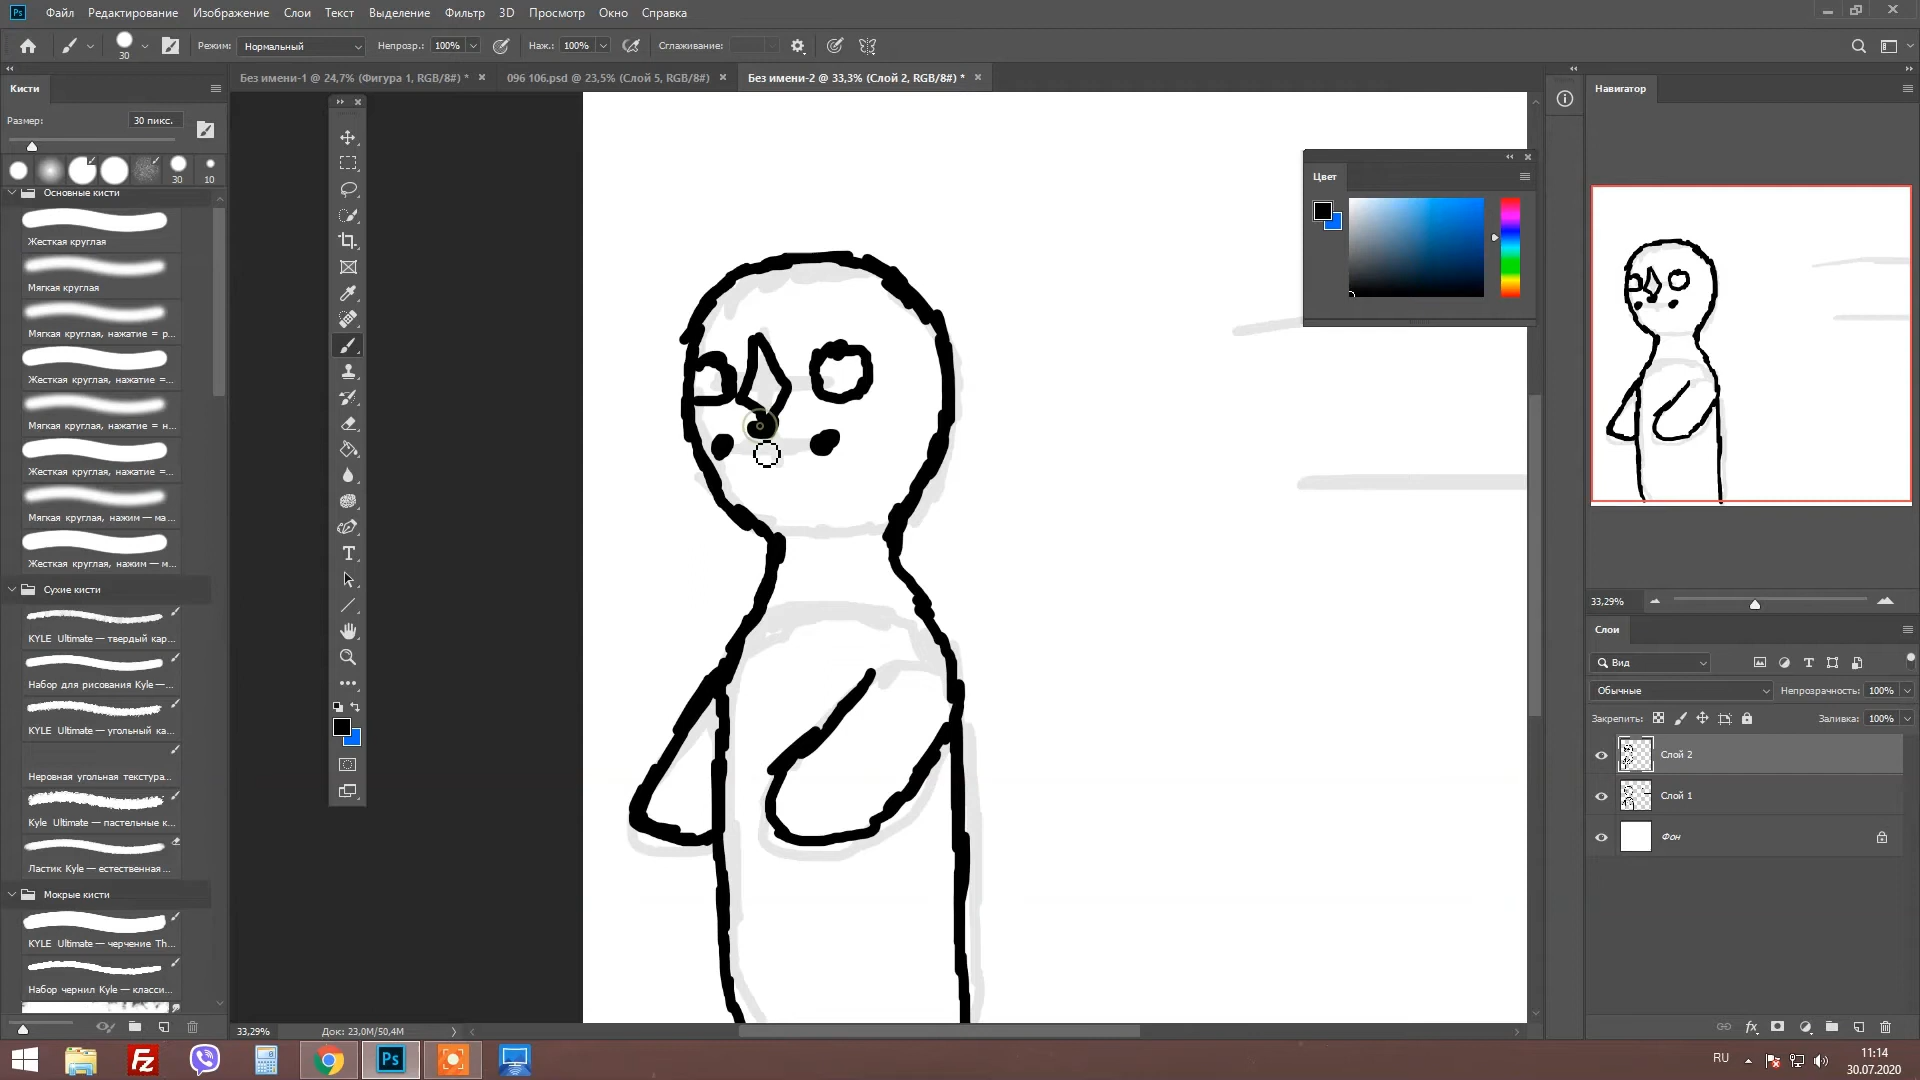 Ps Файл Редактирование Изображение Слои Текст Выделение Фильтр 3D Просмотр Окно Справка
30 Режим: Нормальный Непрозр.: 100% Наж.: 100% Сглаживание:
Без имени-1 @ 24,7% (Фигура 1, RGB/8#) * 096 106.psd @ 23,5% (Слой 5, RGB/8#) Без имени-2 @ 33,3% (Слой 2, RGB/8#) *
Кисти
Размер: 30 пикс.
30 10
Основные кисти
Жесткая круглая
Мягкая круглая
Мягкая круглая, нажатие = р...
Жесткая круглая, нажатие =...
Мягкая круглая, нажатие = н...
Жесткая круглая, нажатие =...
Мягкая круглая, нажим — ма...
Жесткая круглая, нажим — м...
Сухие кисти
KYLE Ultimate — твердый кар...
Набор для рисования Kyle —...
KYLE Ultimate — угольный ка...
Неровная угольная текстура...
Kyle Ultimate — пастельные к...
Ластик Kyle — естественная...
Мокрые кисти
KYLE Ultimate — черчение Th...
Набор чернил Kyle — класси...
Цвет
Навигатор
33,29%
Слои
Вид
Обычные Непрозрачность: 100%
Закрепить: Заливка: 100%
Слой 2
Слой 1
Фон
33,29% Док: 23,0M/50,4M
Fz Ps RU 11:14
30.07.2020